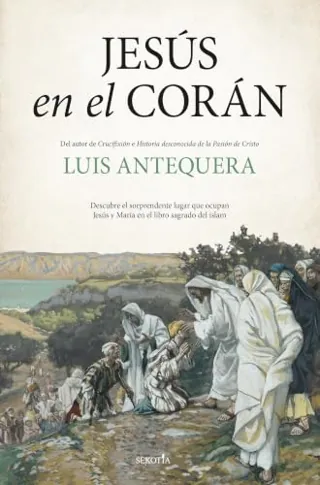 JESÚS
en el CORÁN
Del autor de Crucifixión e Historia desconocida de la Pasión de Cristo
LUIS ANTEQUERA
Descubre el sorprendente lugar que ocupan
Jesús y María en el libro sagrado del islam
SEKOTIA